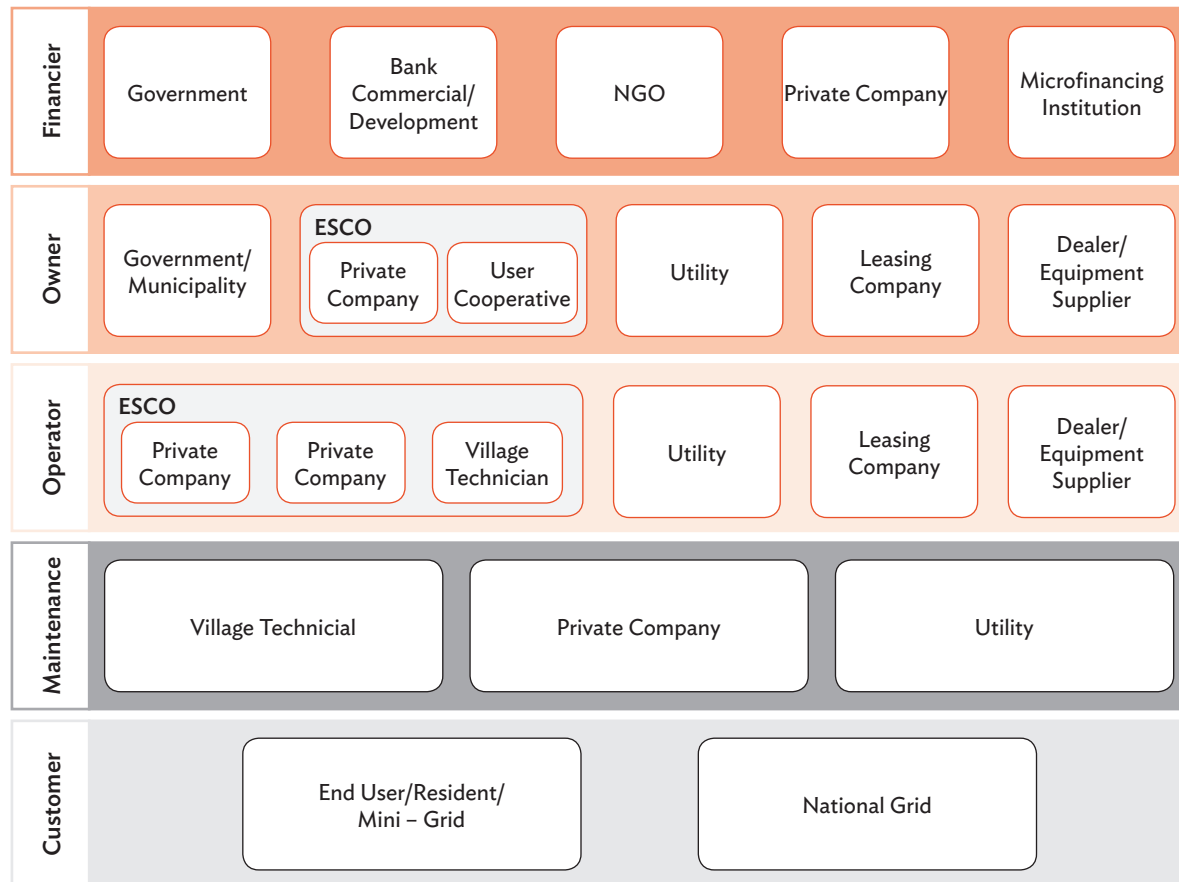 Financier
Government
Bank
Commercial/
Development
NGO
Private Company
Microfinancing
Institution
Owner
Government/
Municipality
ESCO
Private
Company
User
Cooperative
Utility
Leasing
Company
Dealer/
Equipment
Supplier
Operator
ESCO
Private
Company
Private
Company
Village
Technician
Utility
Leasing
Company
Dealer/
Equipment
Supplier
Maintenance
Village Technicial
Private Company
Utility
Customer
End User/Resident/
Mini – Grid
National Grid